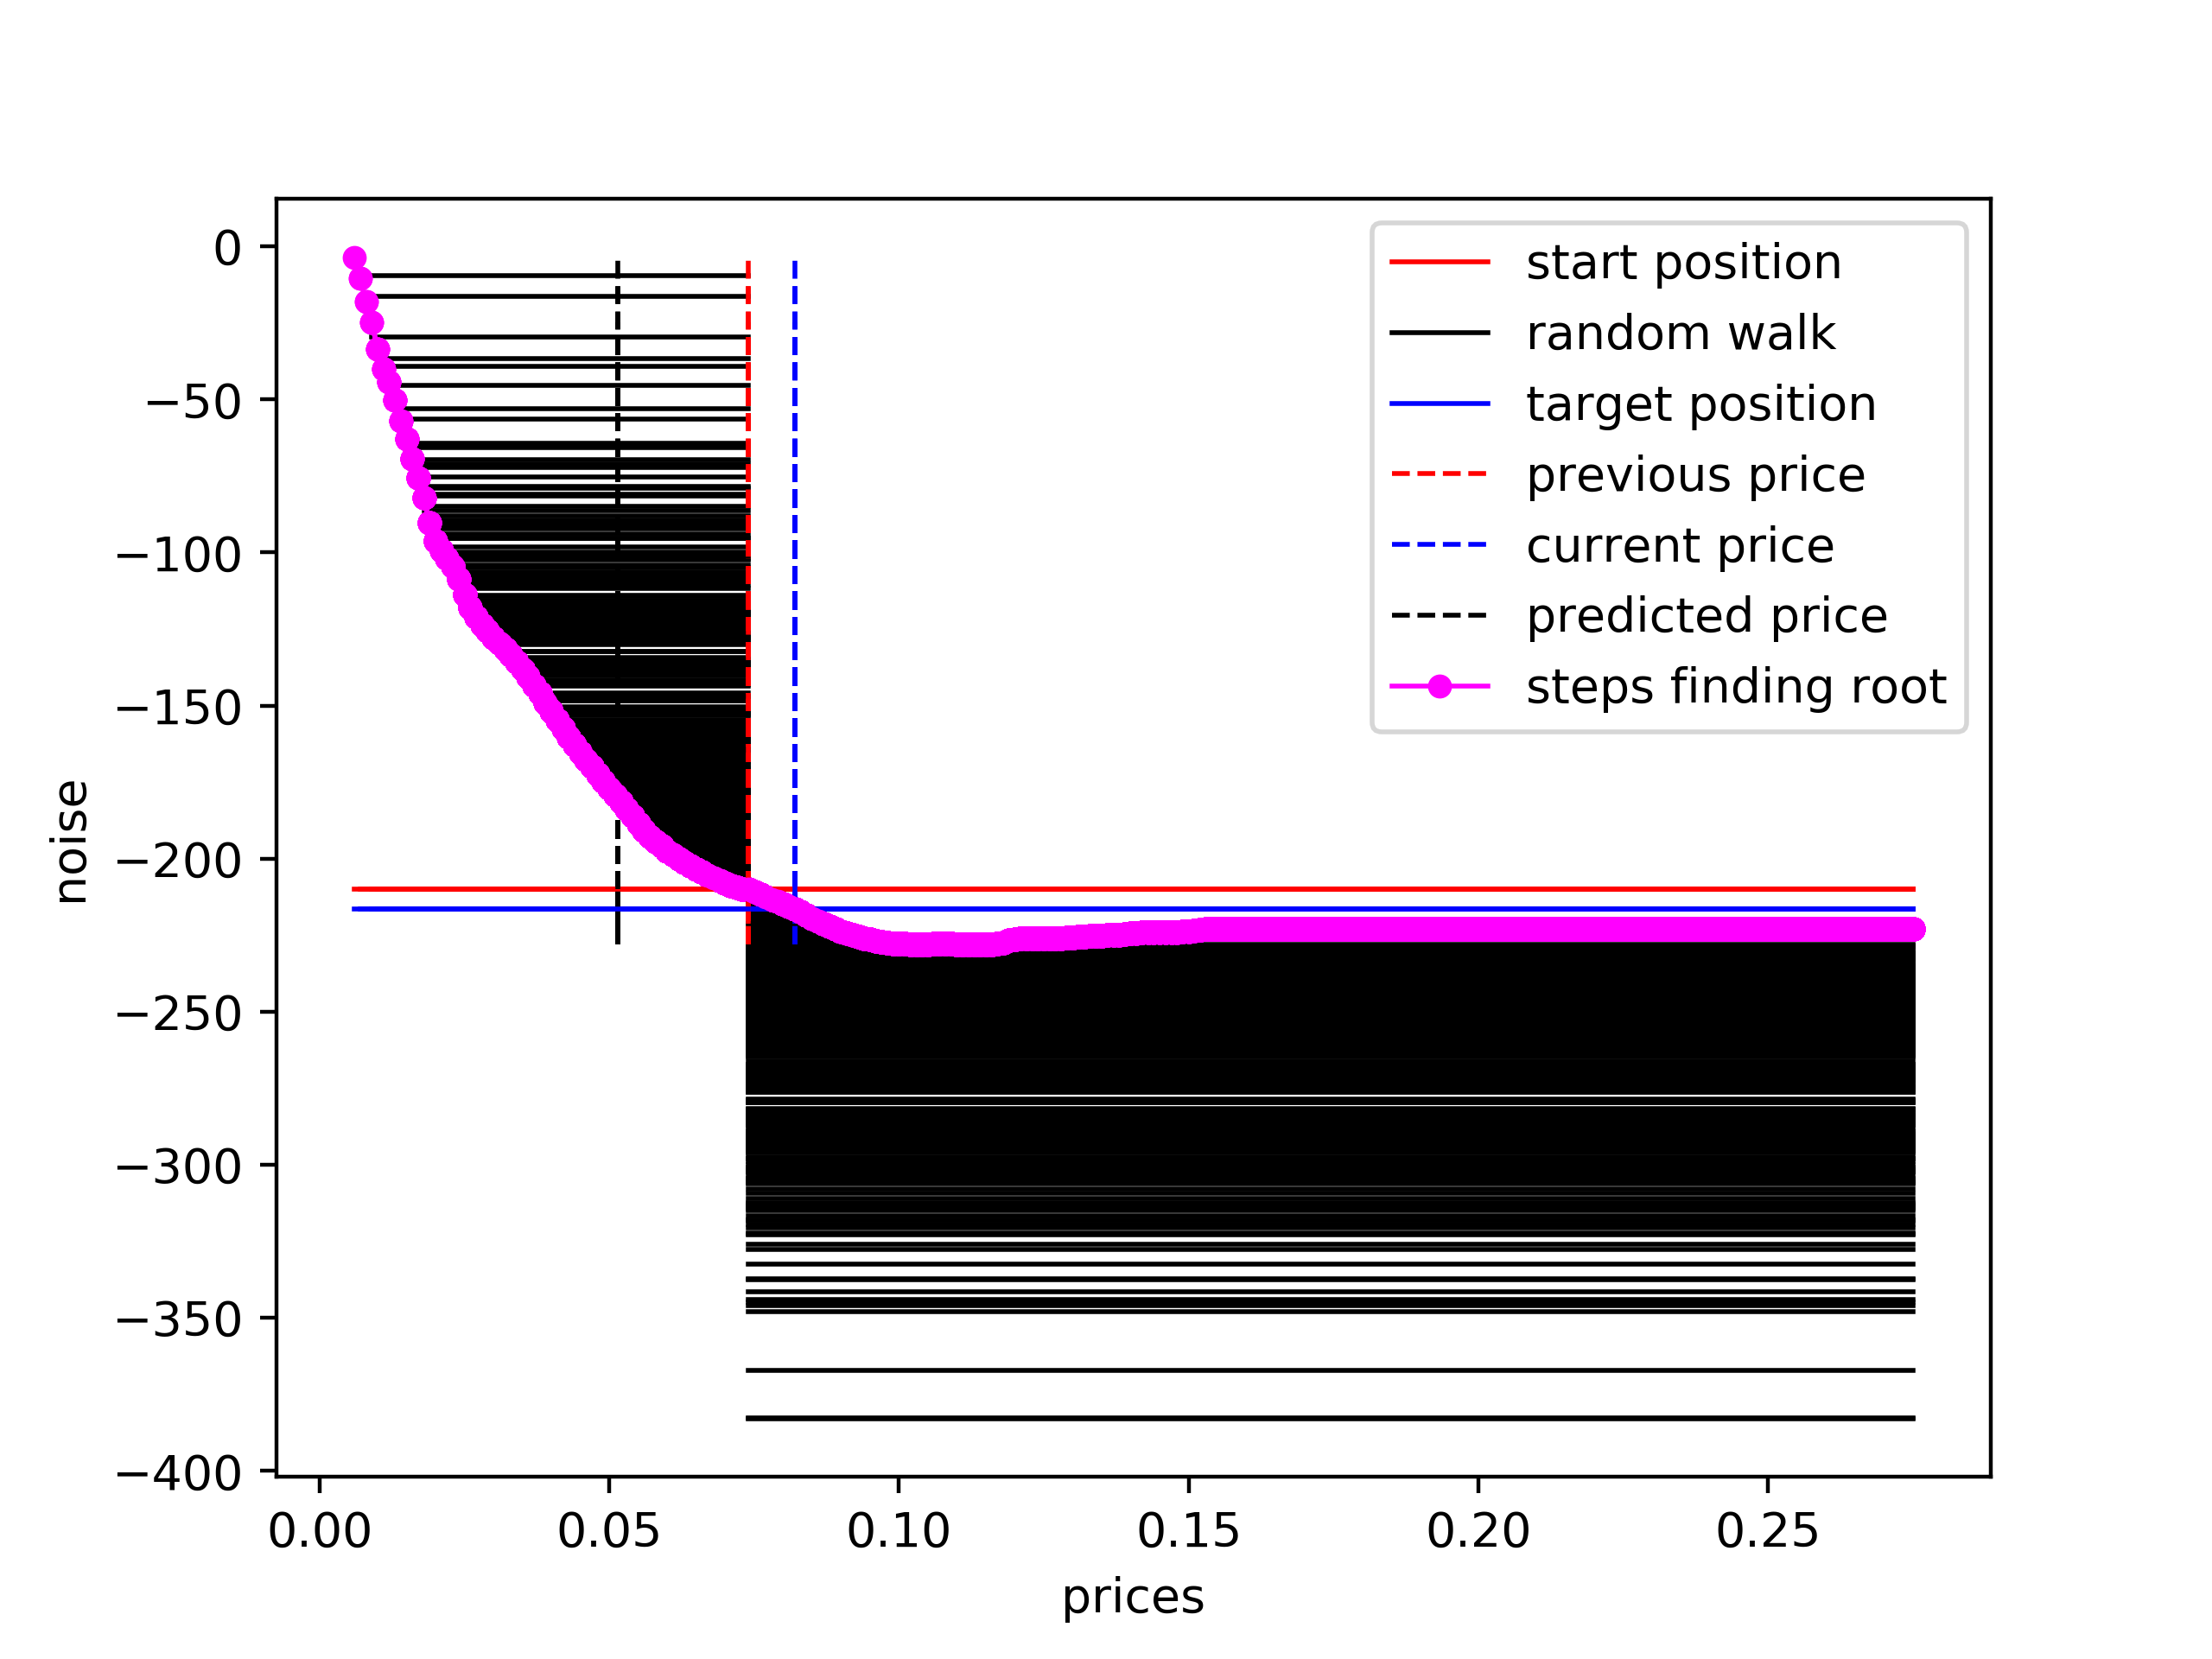 start position
random walk
target position
previous price
current price
predicted price
steps finding root
0
−50
−100
−150
−200
−250
−300
−350
−400
noise
0.00 0.05 0.10 0.15 0.20 0.25
prices